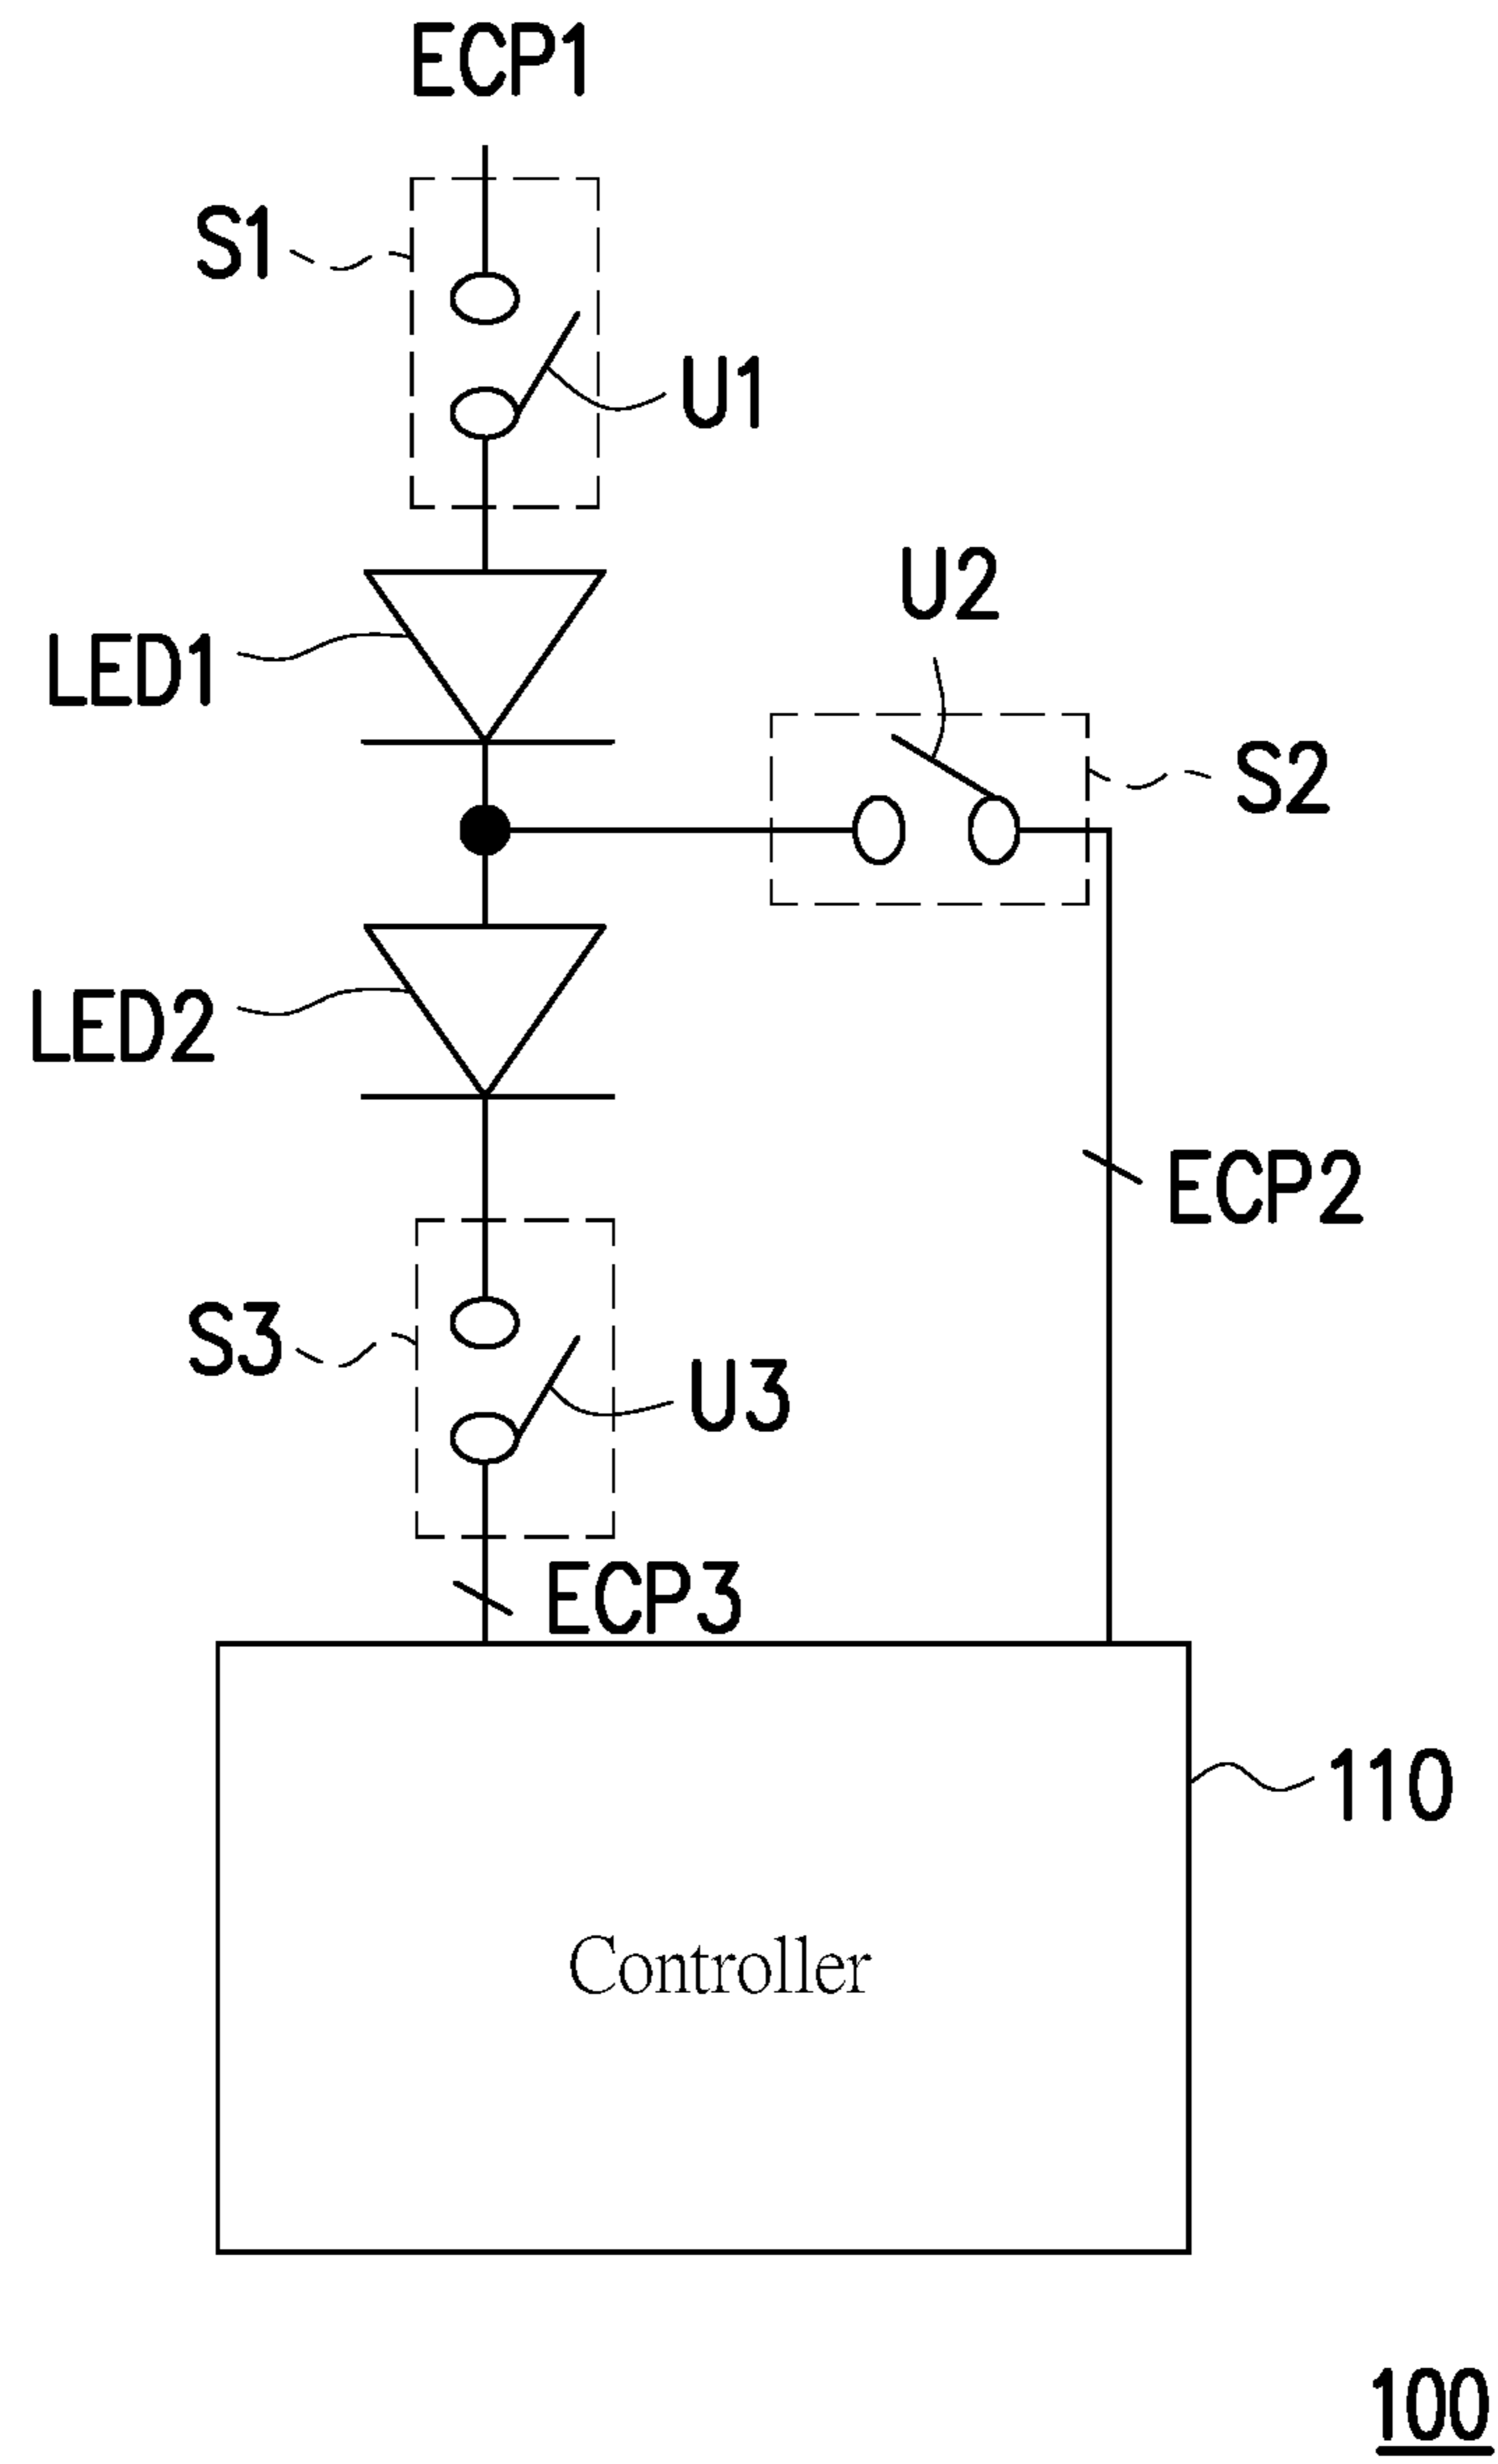 ECP1
S1
U1
U2
LED1
S2
LED2
ECP2
S3
U3
ECP3
110
Controller
100